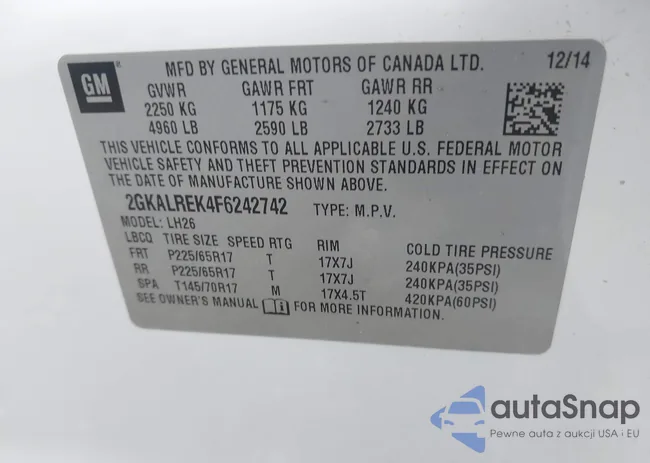 GM
MFD BY GENERAL MOTORS OF CANADA LTD. 12/14
GVWR GAWR FRT GAWR RR
2250 KG 1175 KG 1240 KG
4960 LB 2590 LB 2733 LB
THIS VEHICLE CONFORMS TO ALL APPLICABLE U.S. FEDERAL MOTOR
VEHICLE SAFETY AND THEFT PREVENTION STANDARDS IN EFFECT ON
THE DATE OF MANUFACTURE SHOWN ABOVE.
2GKALREK4F6242742 TYPE: M.P.V.
MODEL: LH26
LBCQ TIRE SIZE SPEED RTG RIM COLD TIRE PRESSURE
FRT P225/65R17 T 17X7J 240KPA(35PSI)
RR P225/65R17 T 17X7J 240KPA(35PSI)
SPA T145/70R17 M 17X4.5T 420KPA(60PSI)
SEE OWNER'S MANUAL FOR MORE INFORMATION.
autaSnap
Pewne auta z aukcji USA i EU